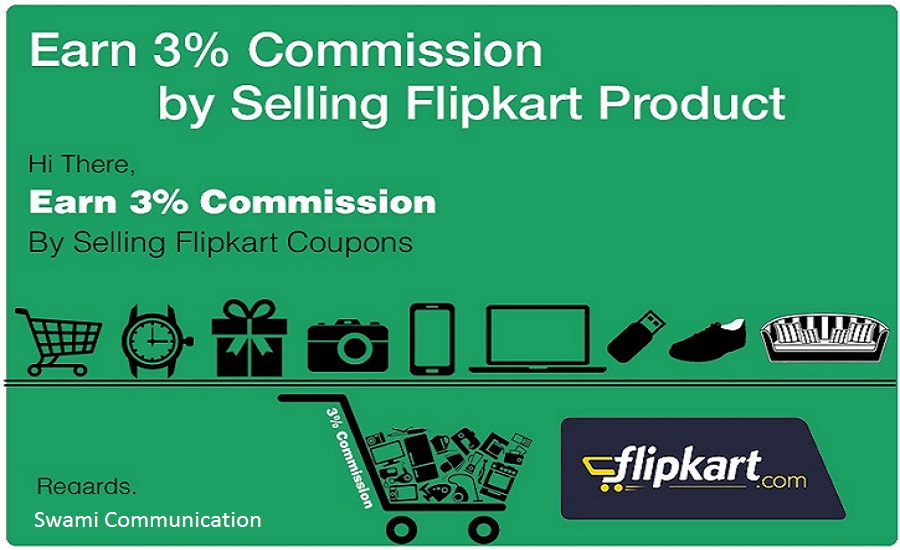 Earn 3% Commission
by Selling Flipkart Product
Hi There,
Earn 3% Commission
By Selling Flipkart Coupons
3% Commission
flipkart.com
Regards.
Swami Communication